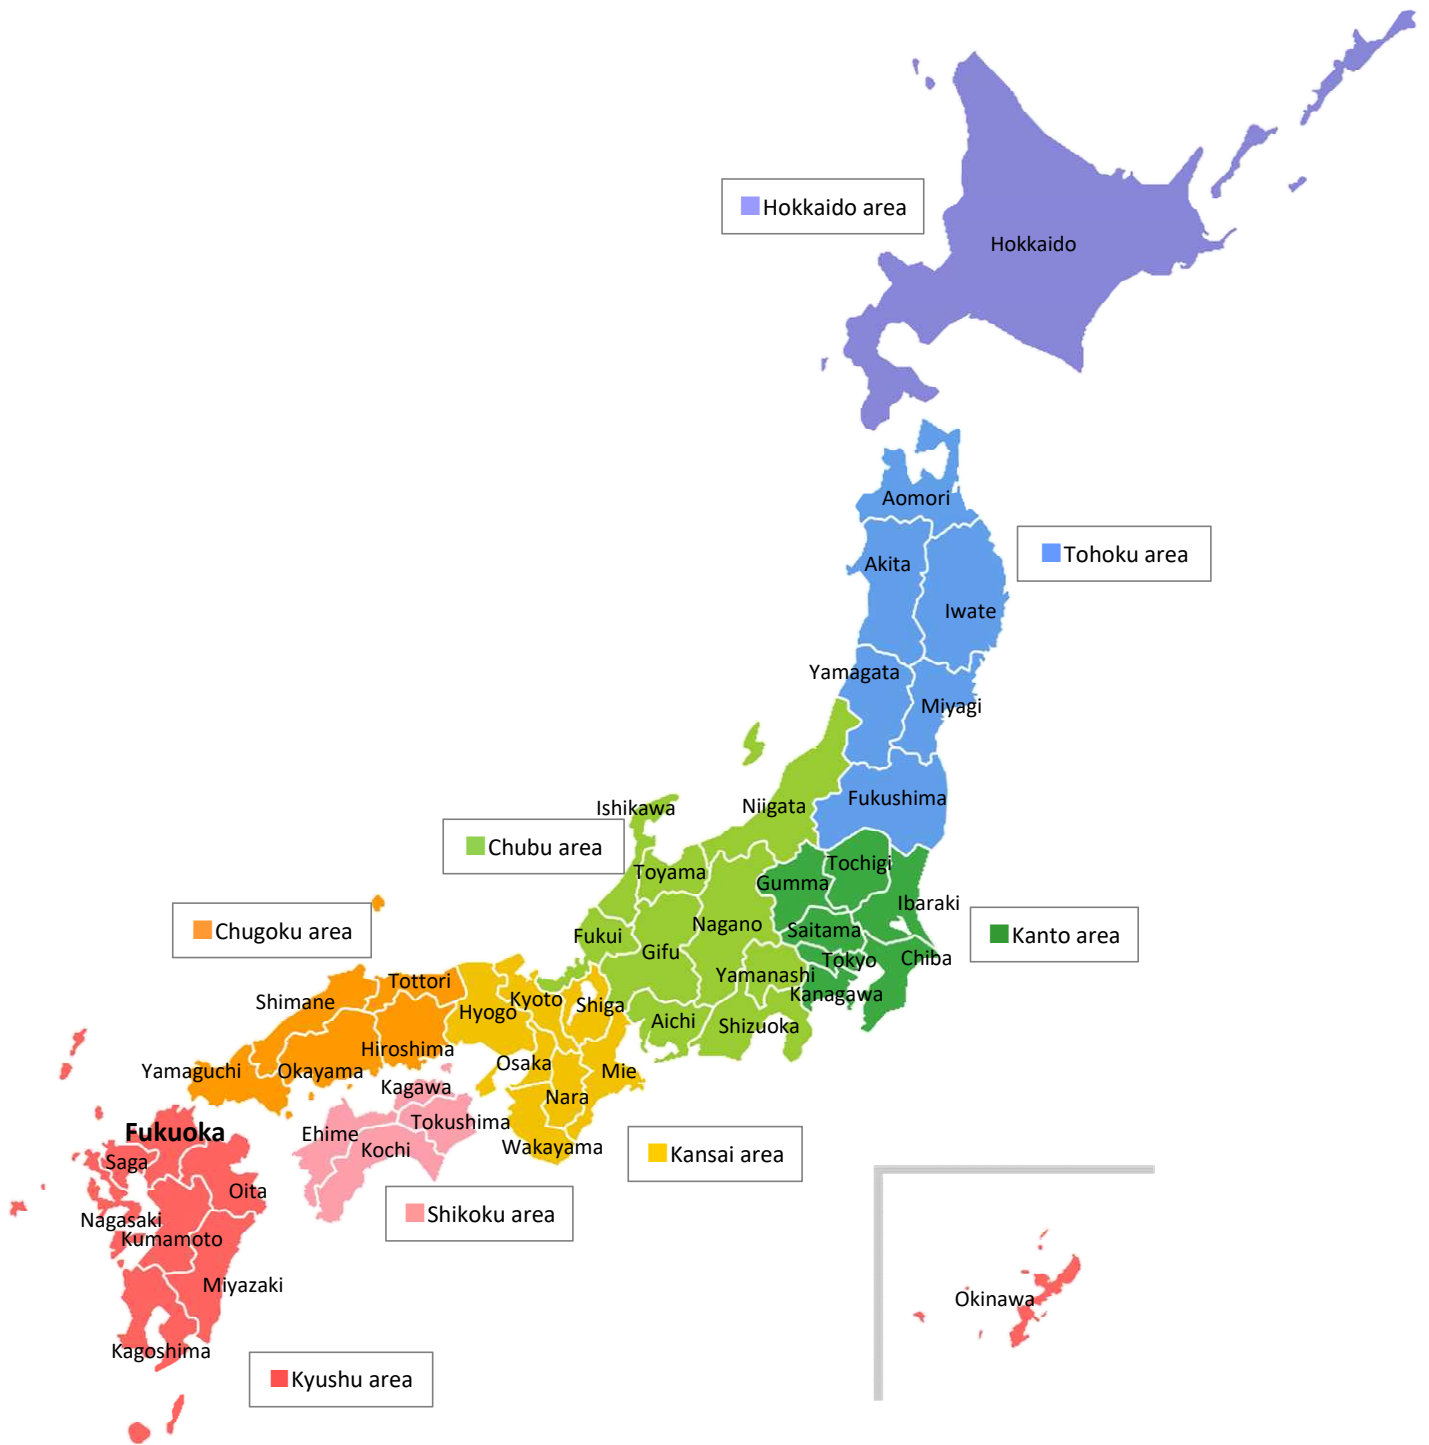 Hokkaido area
Hokkaido
Aomori
Akita
Tohoku area
Iwate
Yamagata
Miyagi
Fukushima
Ishikawa
Niigata
Chubu area
Toyama
Tochigi
Gumma
Ibaraki
Chugoku area
Nagano
Saitama
Kanto area
Fukui
Gifu
Tokyo
Chiba
Yamanashi
Tottori
Kanagawa
Shimane
Kyoto
Shiga
Hyogo
Aichi
Shizuoka
Hiroshima
Osaka
Yamaguchi
Okayama
Mie
Kagawa
Nara
Tokushima
Fukuoka
Ehime
Kochi
Wakayama
Kansai area
Saga
Oita
Shikoku area
Nagasaki
Kumamoto
Miyazaki
Okinawa
Kagoshima
Kyushu area